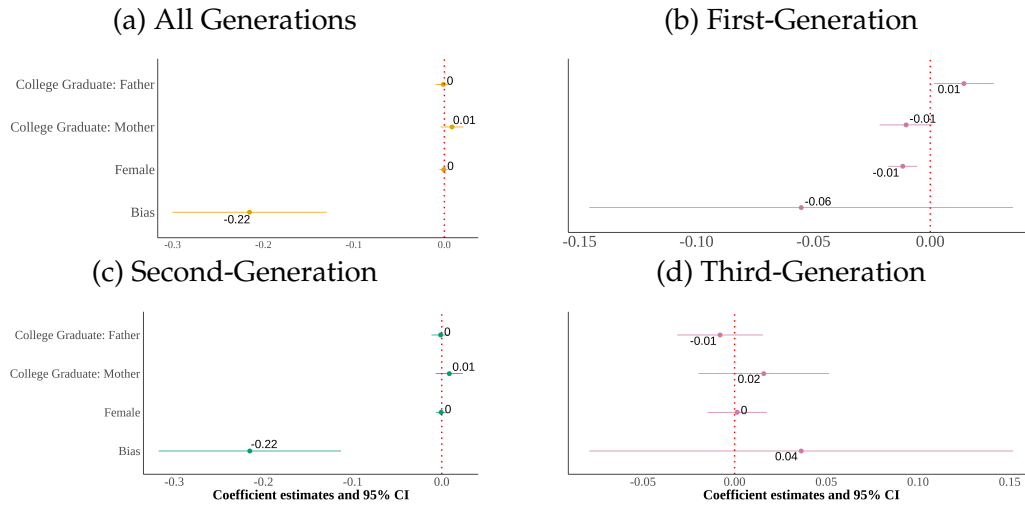 (a) All Generations
College Graduate: Father
0
College Graduate: Mother
0.01
Female
0
Bias
-0.22
-0.3 -0.2 -0.1 0.0
(b) First-Generation
0.01
-0.01
-0.01
-0.06
-0.15 -0.10 -0.05 0.00
(c) Second-Generation
College Graduate: Father
0
College Graduate: Mother
0.01
Female
0
Bias
-0.22
-0.3 -0.2 -0.1 0.0
Coefficient estimates and 95% CI
(d) Third-Generation
-0.01
0.02
0
0.04
-0.05 0.00 0.05 0.10 0.15
Coefficient estimates and 95% CI